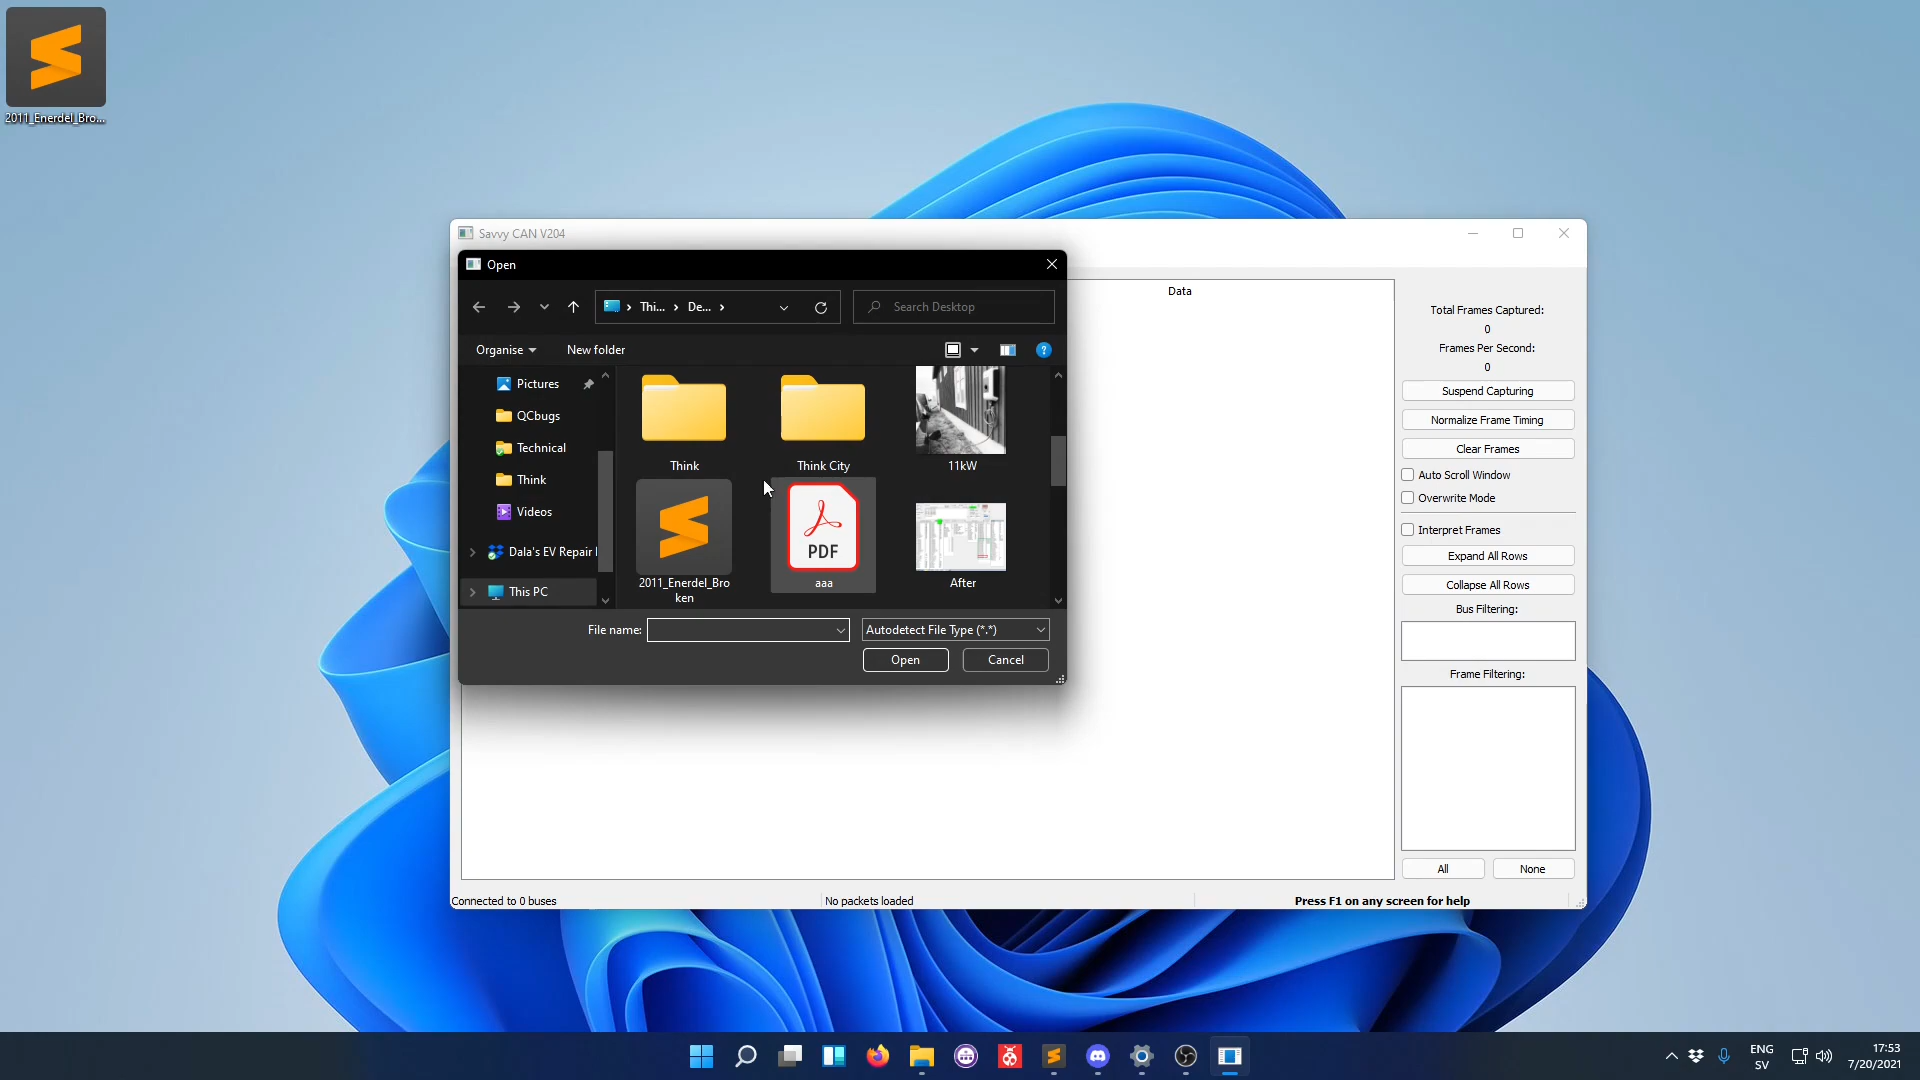 2011_Enerdel_Bro...
Savvy CAN V204
Open
Thi...
De...
Search Desktop
Organise
New folder
Pictures
QCbugs
Technical
Think
Videos
Dala's EV Repair
This PC
Think
Think City
11kW
PDF
2011_Enerdel_Bro
ken
aaa
After
File name:
Autodetect File Type (*.*)
Open
Cancel
Data
Total Frames Captured:
0
Frames Per Second:
0
Suspend Capturing
Normalize Frame Timing
Clear Frames
Auto Scroll Window
Overwrite Mode
Interpret Frames
Expand All Rows
Collapse All Rows
Bus Filtering:
Frame Filtering:
All
None
Connected to 0 buses
No packets loaded
Press F1 on any screen for help
ENG
SV
17:53
7/20/2021